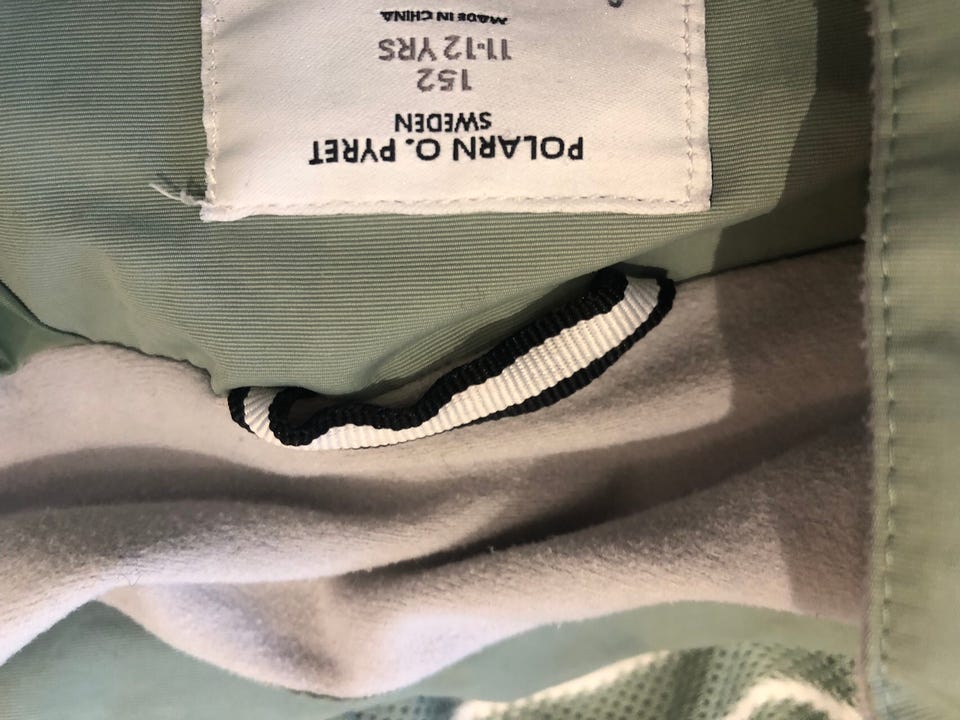 POLARN O. PYRET
SWEDEN
152
11-12 YRS
MADE IN CHINA